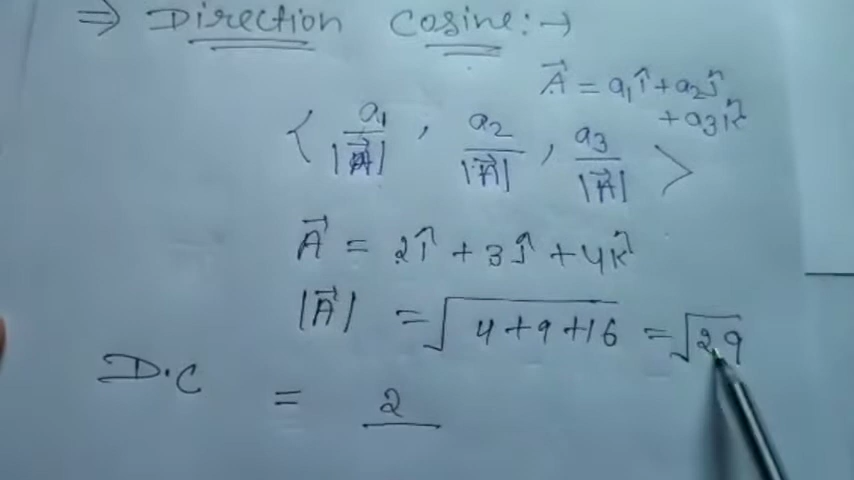 ⇒ Direction Cosine:→
A⃗ = a₁î + a₂ĵ
+ a₃k̂
< a₁/|A⃗| , a₂/|A⃗| , a₃/|A⃗| >
A⃗ = 2î + 3ĵ + 4k̂
|A⃗| = √(4+9+16) = √29
D.C = 2/